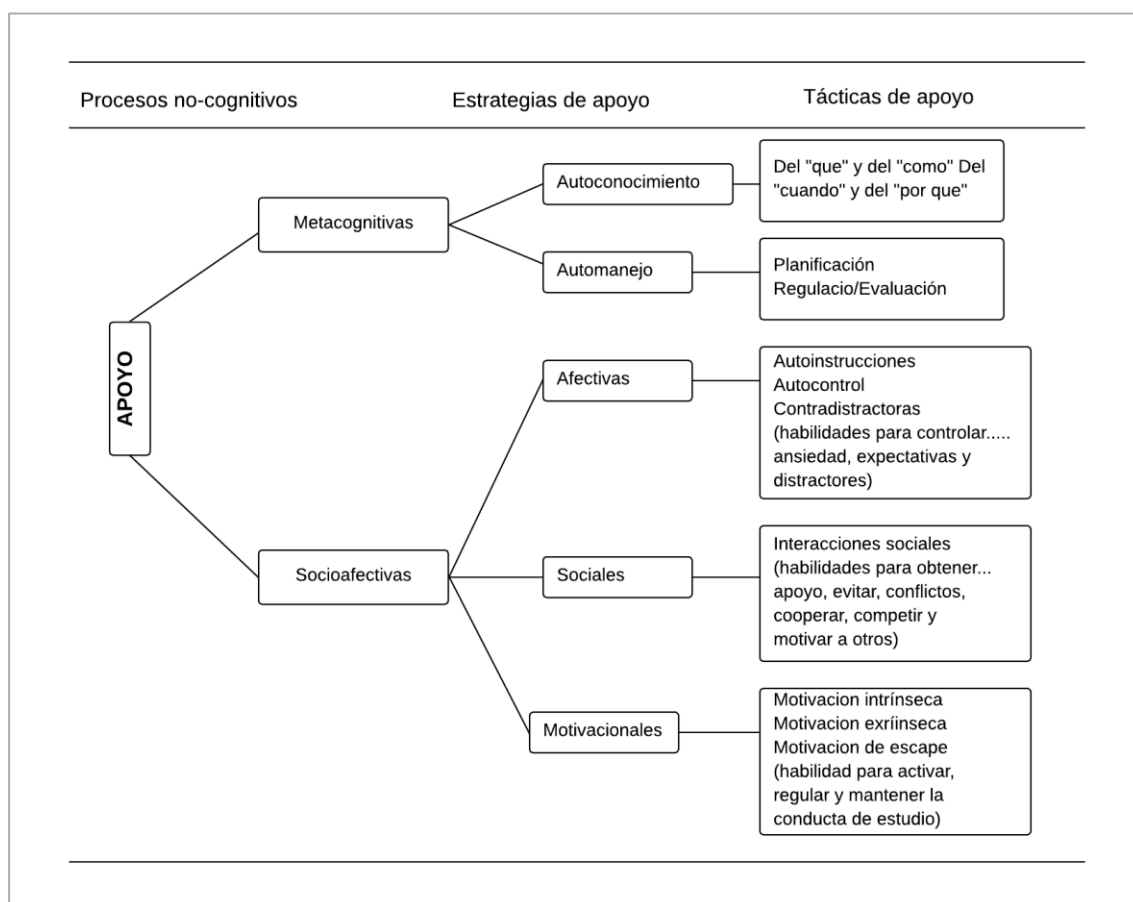 Procesos no-cognitivos
Estrategias de apoyo
Tácticas de apoyo
APOYO
Metacognitivas
Autoconocimiento
Del "que" y del "como" Del
"cuando" y del "por que"
Automanejo
Planificación
Regulacio/Evaluación
Socioafectivas
Afectivas
Autoinstrucciones
Autocontrol
Contradistractoras
(habilidades para controlar.....
ansiedad, expectativas y
distractores)
Sociales
Interacciones sociales
(habilidades para obtener...
apoyo, evitar, conflictos,
cooperar, competir y
motivar a otros)
Motivacionales
Motivacion intrínseca
Motivacion exríinseca
Motivacion de escape
(habilidad para activar,
regular y mantener la
conducta de estudio)